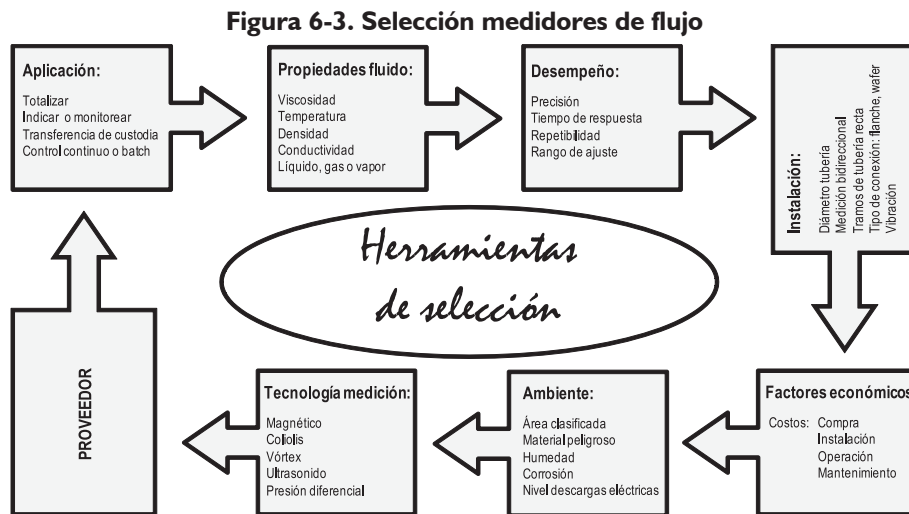 Figura 6-3. Selección medidores de flujo
Aplicación:
Totalizar
Indicar o monitorear
Transferencia de custodia
Control continuo o batch
Propiedades fluido:
Viscosidad
Temperatura
Densidad
Conductividad
Líquido, gas o vapor
Desempeño:
Precisión
Tiempo de respuesta
Repetibilidad
Rango de ajuste
Instalación:
Diámetro tubería
Medición bidireccional
Tramos de tubería recta
Tipo de conexión: flanche, wafer
Vibración
Herramientas
de selección
Factores económicos
Costos: Compra
Instalación
Operación
Mantenimiento
Ambiente:
Área clasificada
Material peligroso
Humedad
Corrosión
Nivel descargas eléctricas
Tecnología medición:
Magnético
Coliolis
Vórtex
Ultrasonido
Presión diferencial
PROVEEDOR